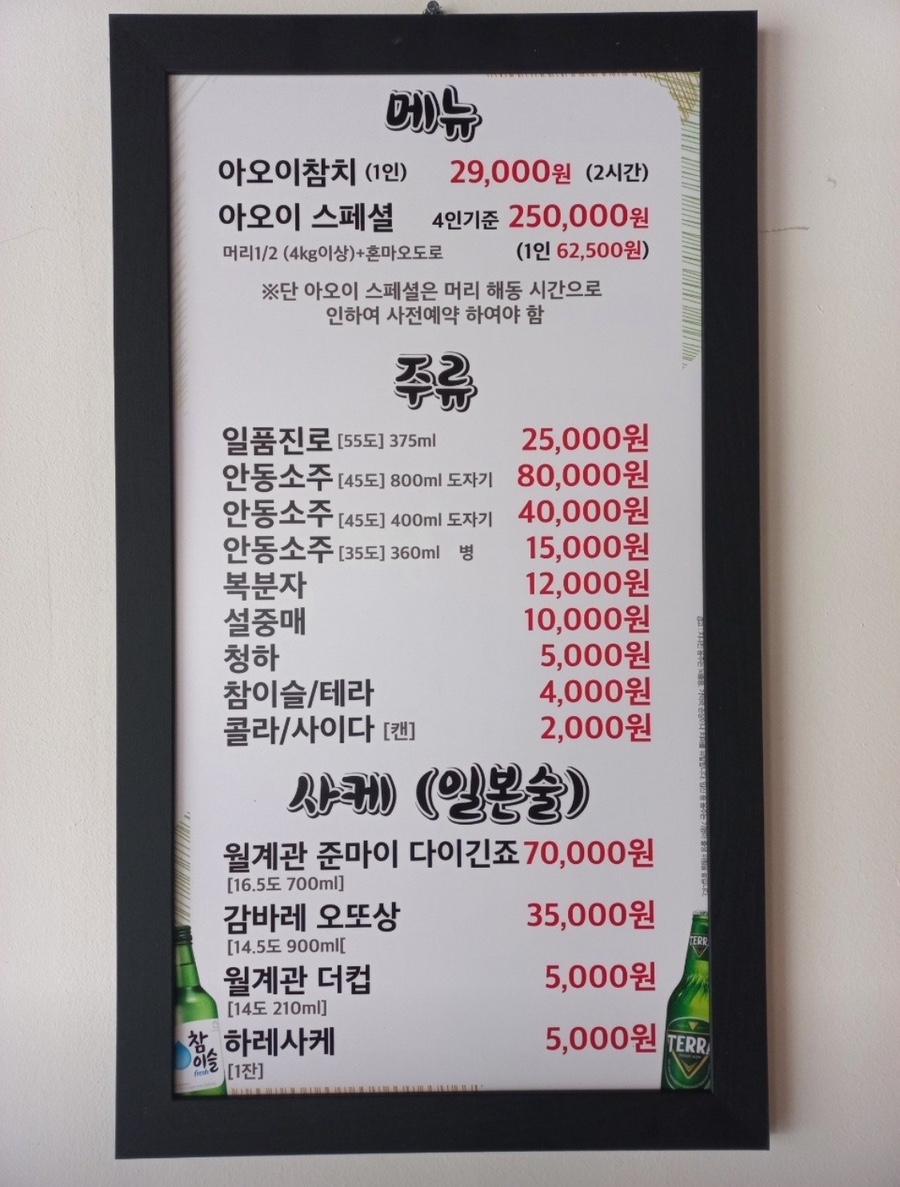 메뉴
아오이참치 (1인) 29,000원 (2시간)
아오이 스페셜 4인기준 250,000원
머리1/2 (4kg이상)+혼마오도로 (1인 62,500원)
※단 아오이 스페셜은 머리 해동 시간으로
인하여 사전예약 하여야 함
주류
일품진로 [55도] 375ml 25,000원
안동소주 [45도] 800ml 도자기 80,000원
안동소주 [45도] 400ml 도자기 40,000원
안동소주 [35도] 360ml 병 15,000원
복분자 12,000원
설중매 10,000원
청하 5,000원
참이슬/테라 4,000원
콜라/사이다 [캔] 2,000원
사케 (일본술)
월계관 준마이 다이긴죠 70,000원
[16.5도 700ml]
감바레 오또상 35,000원
[14.5도 900ml[
월계관 더컵 5,000원
[14도 210ml]
하레사케 5,000원
[1잔]
참
이슬
fresh
TERR
TERRA